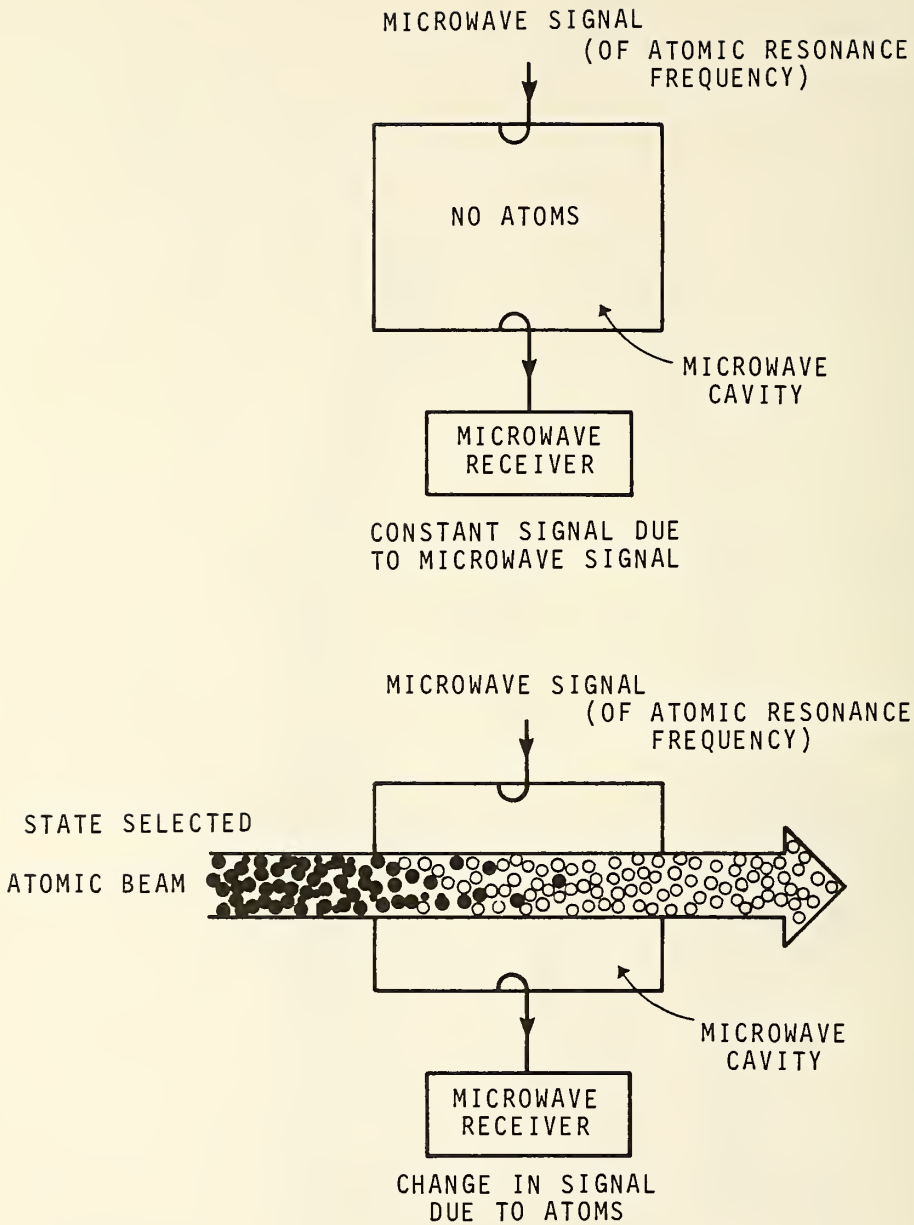 MICROWAVE SIGNAL
(OF ATOMIC RESONANCE
FREQUENCY)
NO ATOMS
MICROWAVE
CAVITY
MICROWAVE
RECEIVER
CONSTANT SIGNAL DUE
TO MICROWAVE SIGNAL
MICROWAVE SIGNAL
(OF ATOMIC RESONANCE
FREQUENCY)
STATE SELECTED
ATOMIC BEAM
MICROWAVE
CAVITY
MICROWAVE
RECEIVER
CHANGE IN SIGNAL
DUE TO ATOMS